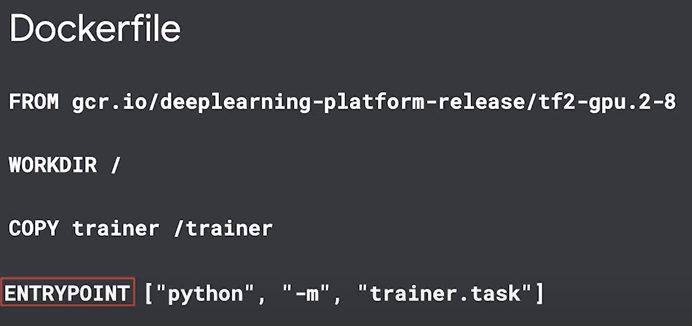 Dockerfile
FROM gcr.io/deeplearning-platform-release/tf2-gpu.2-8
WORKDIR /
COPY trainer /trainer
ENTRYPOINT ["python", "-m", "trainer.task"]